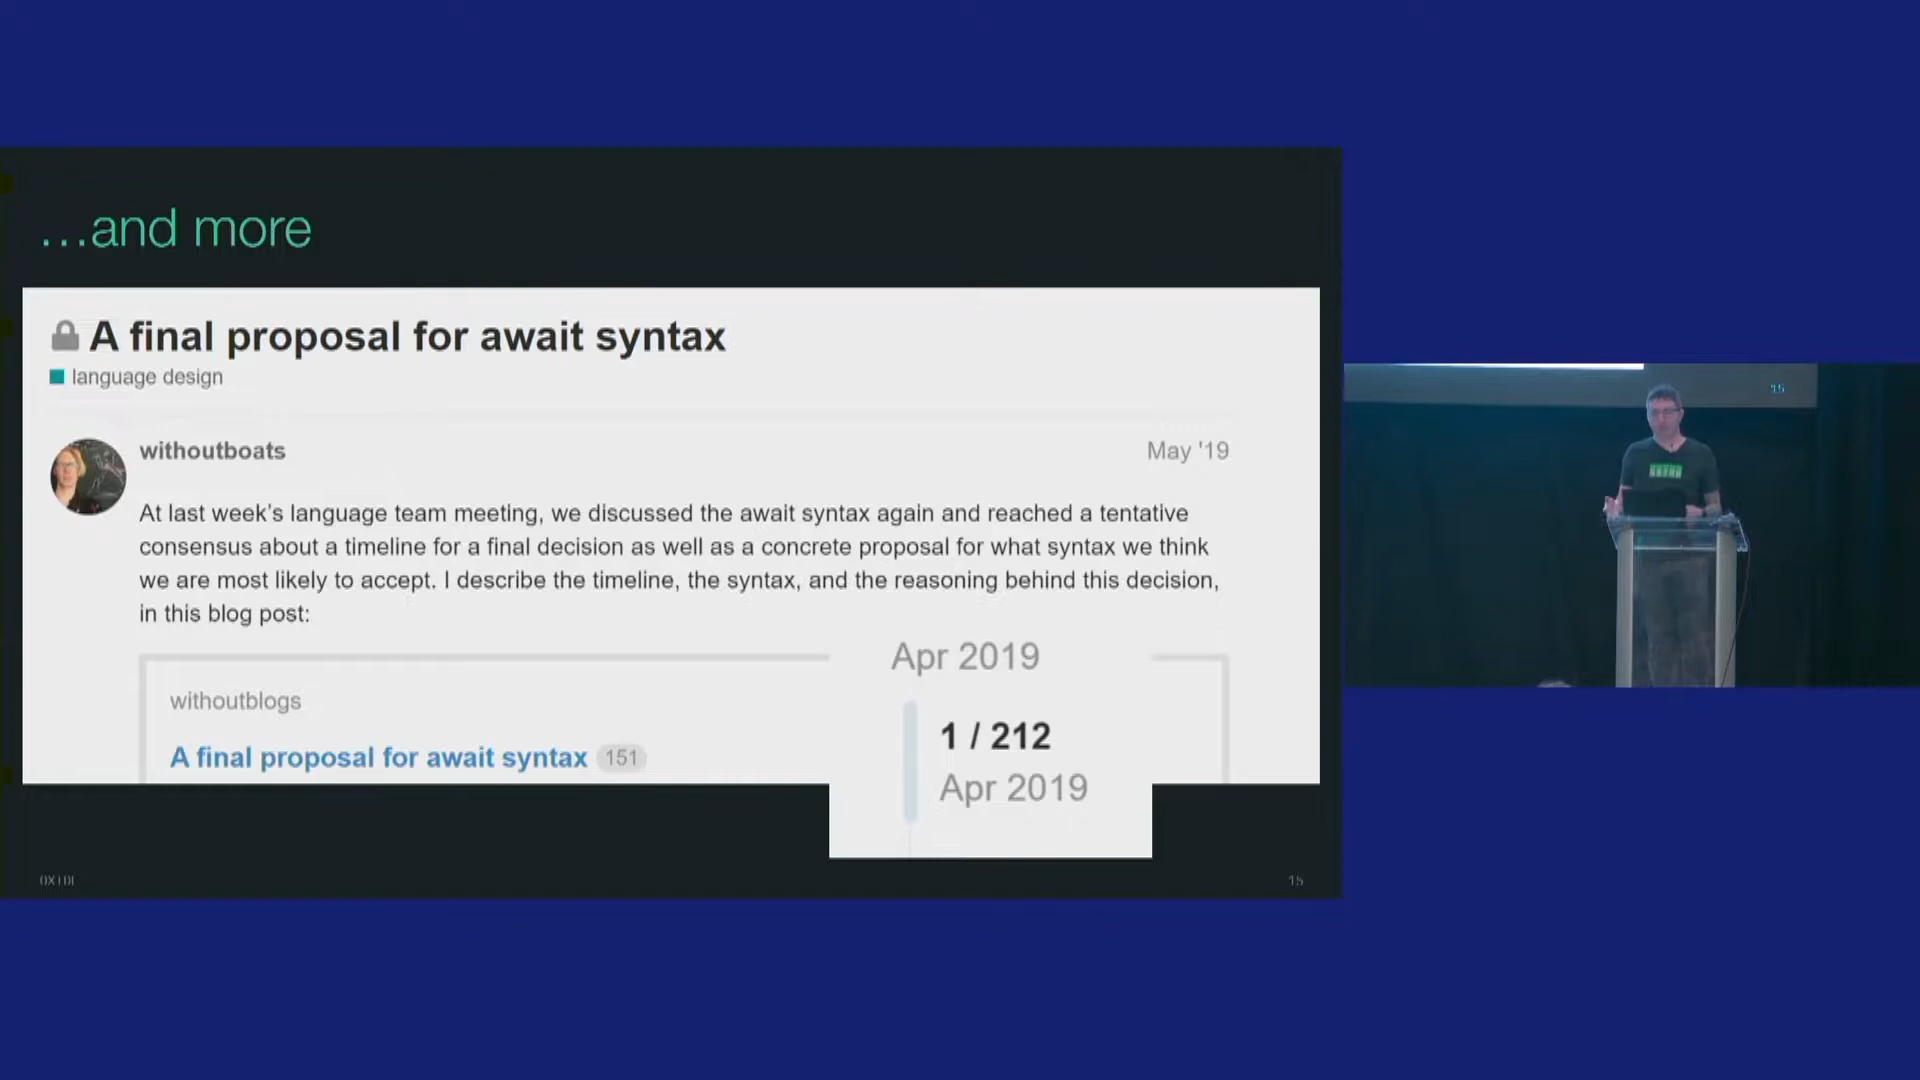 ...and more
A final proposal for await syntax
language design
withoutboats
May '19
At last week's language team meeting, we discussed the await syntax again and reached a tentative
consensus about a timeline for a final decision as well as a concrete proposal for what syntax we think
we are most likely to accept. I describe the timeline, the syntax, and the reasoning behind this decision,
in this blog post:
Apr 2019
withoutblogs
1 / 212
A final proposal for await syntax 151
Apr 2019
15
15